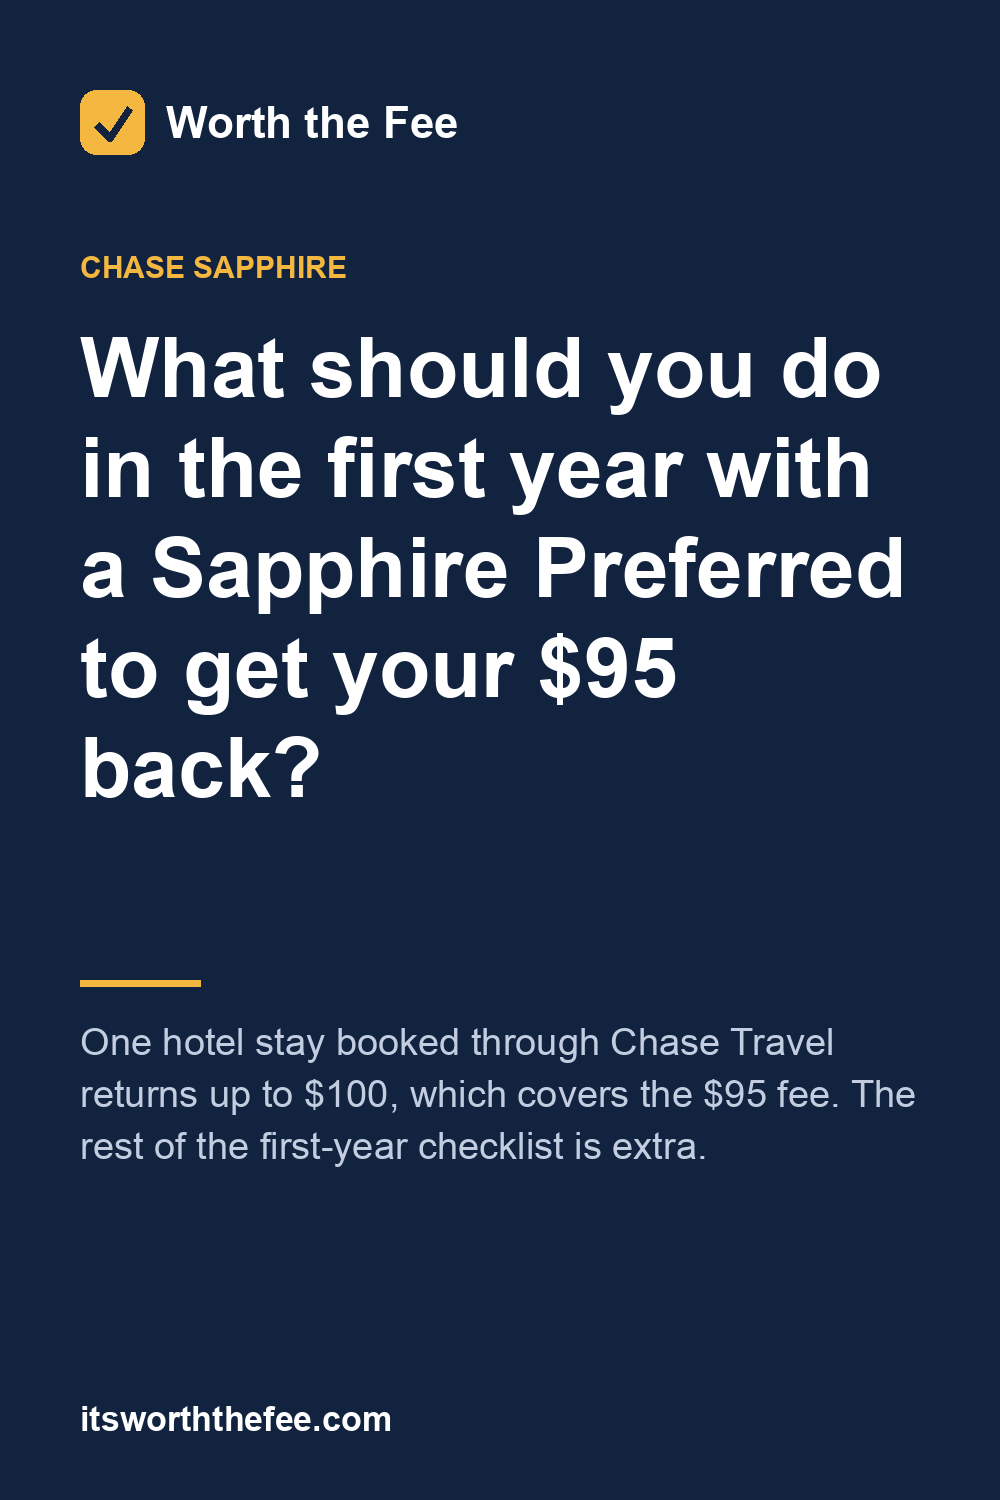 Worth the Fee
CHASE SAPPHIRE
What should you do
in the first year with
a Sapphire Preferred
to get your $95
back?
One hotel stay booked through Chase Travel
returns up to $100, which covers the $95 fee. The
rest of the first-year checklist is extra.
itsworththefee.com